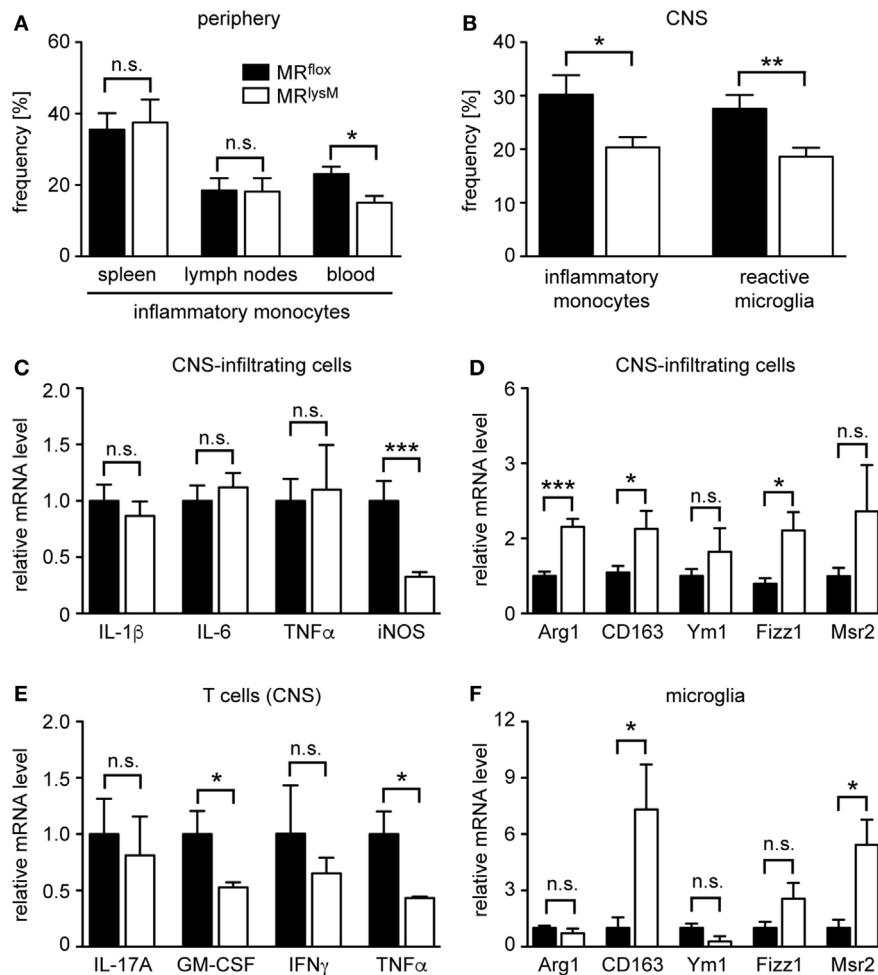 A periphery
60
40
20
0
frequency [%]
n.s.
n.s.
*
MRflox
MRlysM
spleen lymph nodes blood
inflammatory monocytes
B CNS
40
30
20
10
0
frequency [%]
*
**
inflammatory monocytes
reactive microglia
C CNS-infiltrating cells
2.0
1.5
1.0
0.5
0
relative mRNA level
n.s.
n.s.
n.s.
***
IL-1β IL-6 TNFα iNOS
D CNS-infiltrating cells
6
3
2
0
relative mRNA level
***
*
n.s.
*
n.s.
Arg1 CD163 Ym1 Fizz1 Msr2
E T cells (CNS)
2.0
1.5
1.0
0.5
0
relative mRNA level
n.s.
*
n.s.
*
IL-17A GM-CSF IFNγ TNFα
F microglia
12
9
6
3
0
relative mRNA level
n.s.
*
n.s.
n.s.
*
Arg1 CD163 Ym1 Fizz1 Msr2